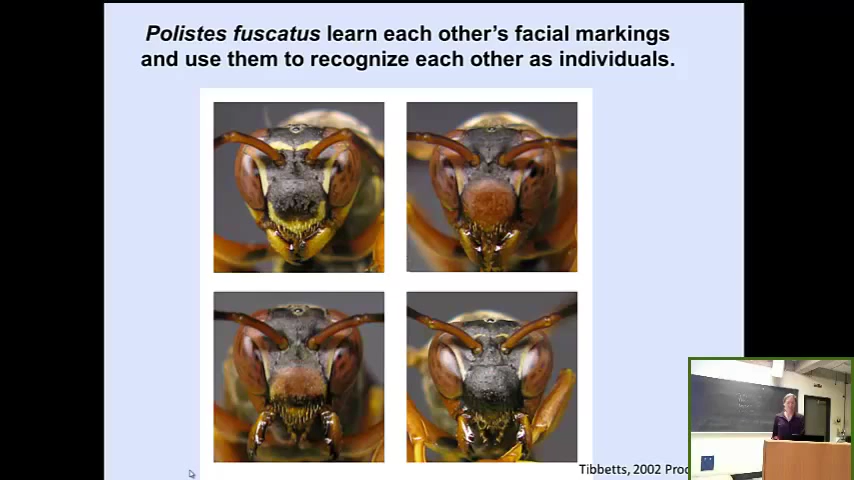 Polistes fuscatus learn each other's facial markings
and use them to recognize each other as individuals.
Tibbetts, 2002 Proc